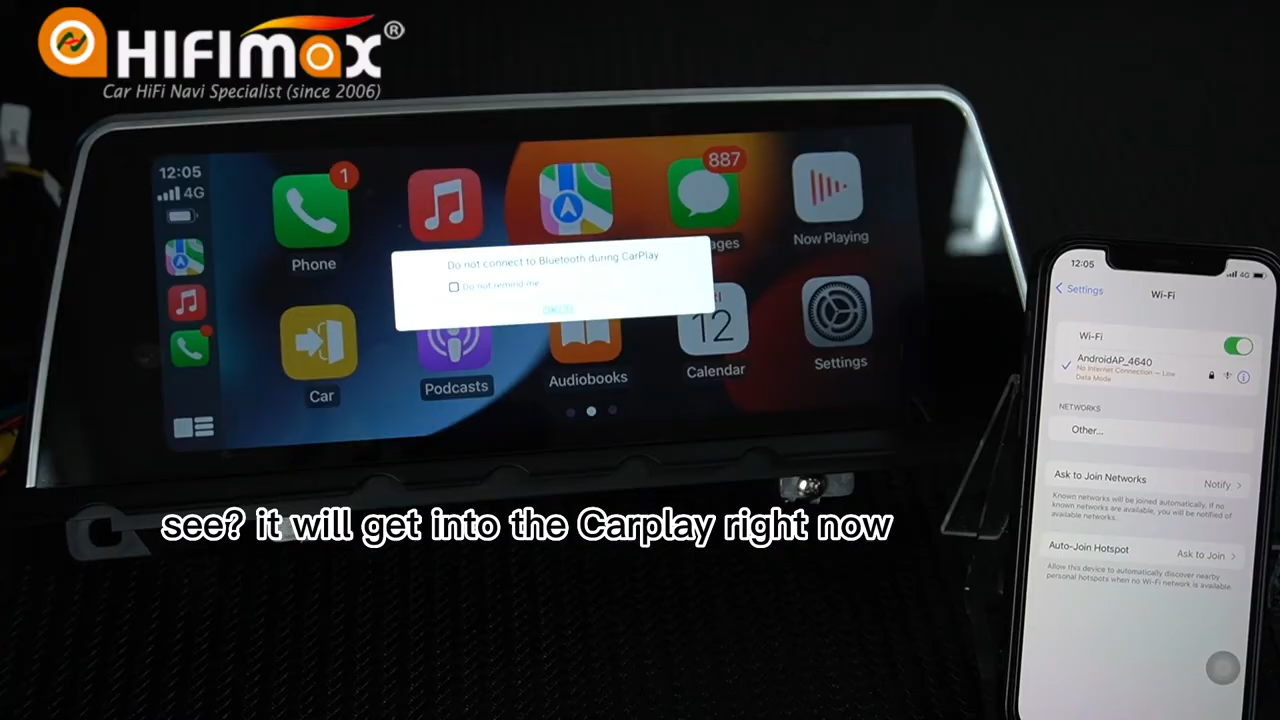 HIFIMAX®
Car HiFi Navi Specialist (since 2006)
12:05
4G
1
887
Phone
ages
Now Playing
Do not connect to Bluetooth during CarPlay
Do not remind me
12
Car
Podcasts
Audiobooks
Calendar
Settings
see? it will get into the Carplay right now
12:05
4G
Settings
Wi-Fi
Wi-Fi
AndroidAP_4640
No Internet Connection — Low
Data Mode
NETWORKS
Other...
Ask to Join Networks
Notify
Known networks will be joined automatically. If no
known networks are available, you will be notified of
available networks.
Auto-Join Hotspot
Ask to Join
Allow this device to automatically discover nearby
personal hotspots when no Wi-Fi network is available.